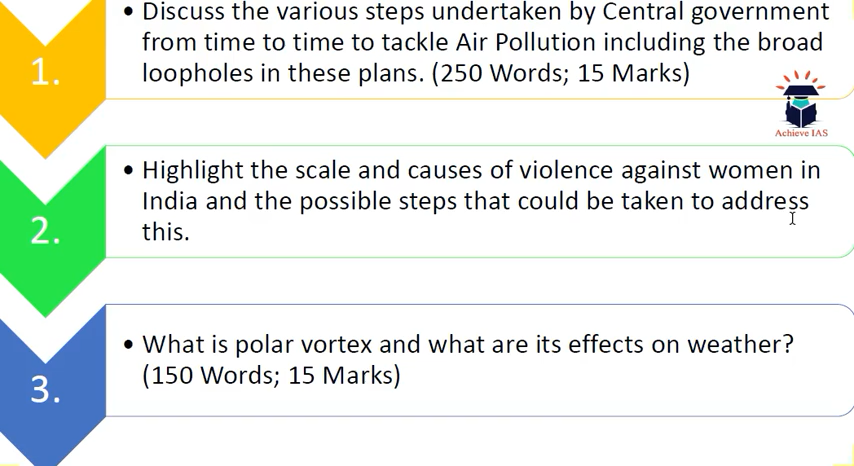 1.
• Discuss the various steps undertaken by Central government
from time to time to tackle Air Pollution including the broad
loopholes in these plans. (250 Words; 15 Marks)
Achieve IAS
2.
• Highlight the scale and causes of violence against women in
India and the possible steps that could be taken to address
this.
3.
• What is polar vortex and what are its effects on weather?
(150 Words; 15 Marks)